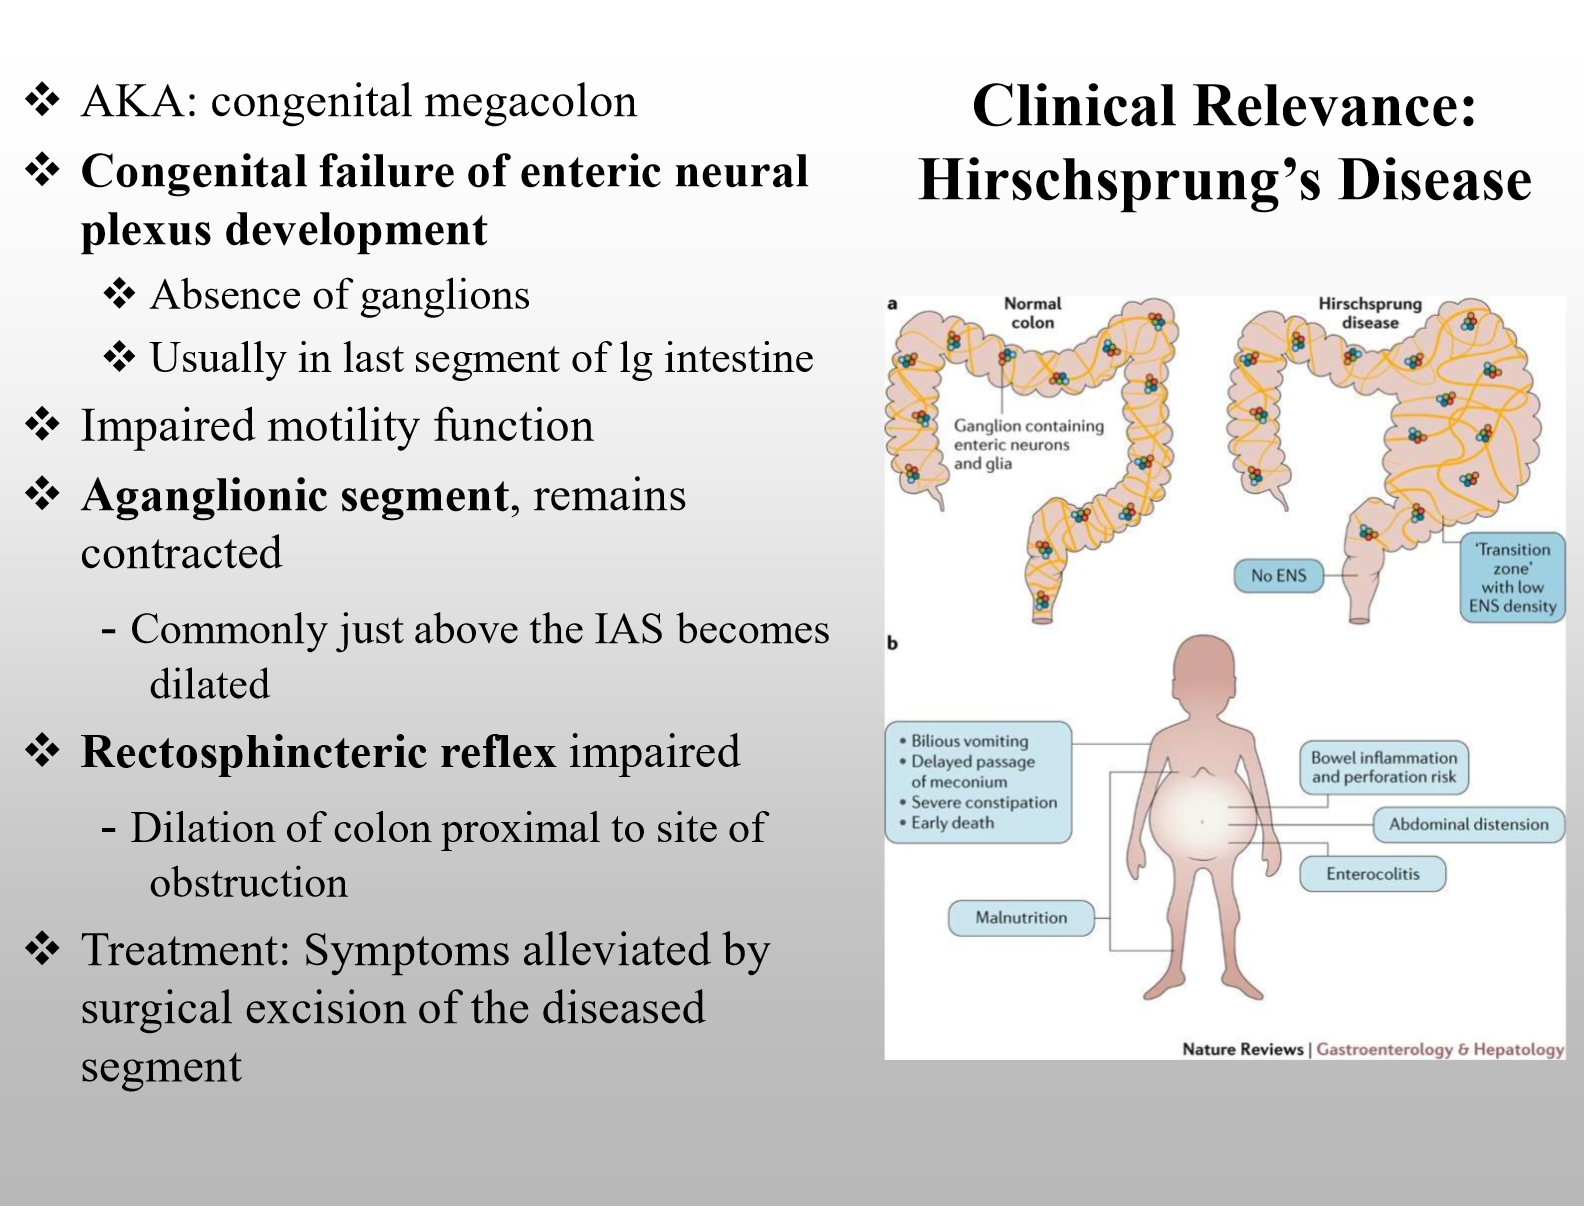 ❖ AKA: congenital megacolon
❖ Congenital failure of enteric neural
plexus development
❖ Absence of ganglions
❖ Usually in last segment of lg intestine
❖ Impaired motility function
❖ Aganglionic segment, remains
contracted
- Commonly just above the IAS becomes
dilated
❖ Rectosphincteric reflex impaired
- Dilation of colon proximal to site of
obstruction
❖ Treatment: Symptoms alleviated by
surgical excision of the diseased
segment
Clinical Relevance:
Hirschsprung’s Disease
a
Normal
colon
Hirschsprung
disease
Ganglion containing
enteric neurons
and glia
No ENS
‘Transition
zone’
with low
ENS density
b
• Bilious vomiting
• Delayed passage
of meconium
• Severe constipation
• Early death
Malnutrition
Bowel inflammation
and perforation risk
Abdominal distension
Enterocolitis
Nature Reviews | Gastroenterology & Hepatology